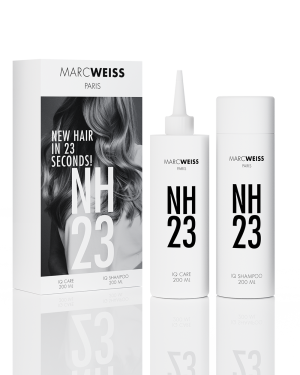 MARCWEISS
PARIS
NEW HAIR
IN 23
SECONDS!
NH
23
IQ CARE
200 ML
IQ SHAMPOO
200 ML
MARCWEISS
PARIS
NH
23
IQ CARE
200 ML
MARCWEISS
PARIS
NH
23
IQ SHAMPOO
200 ML